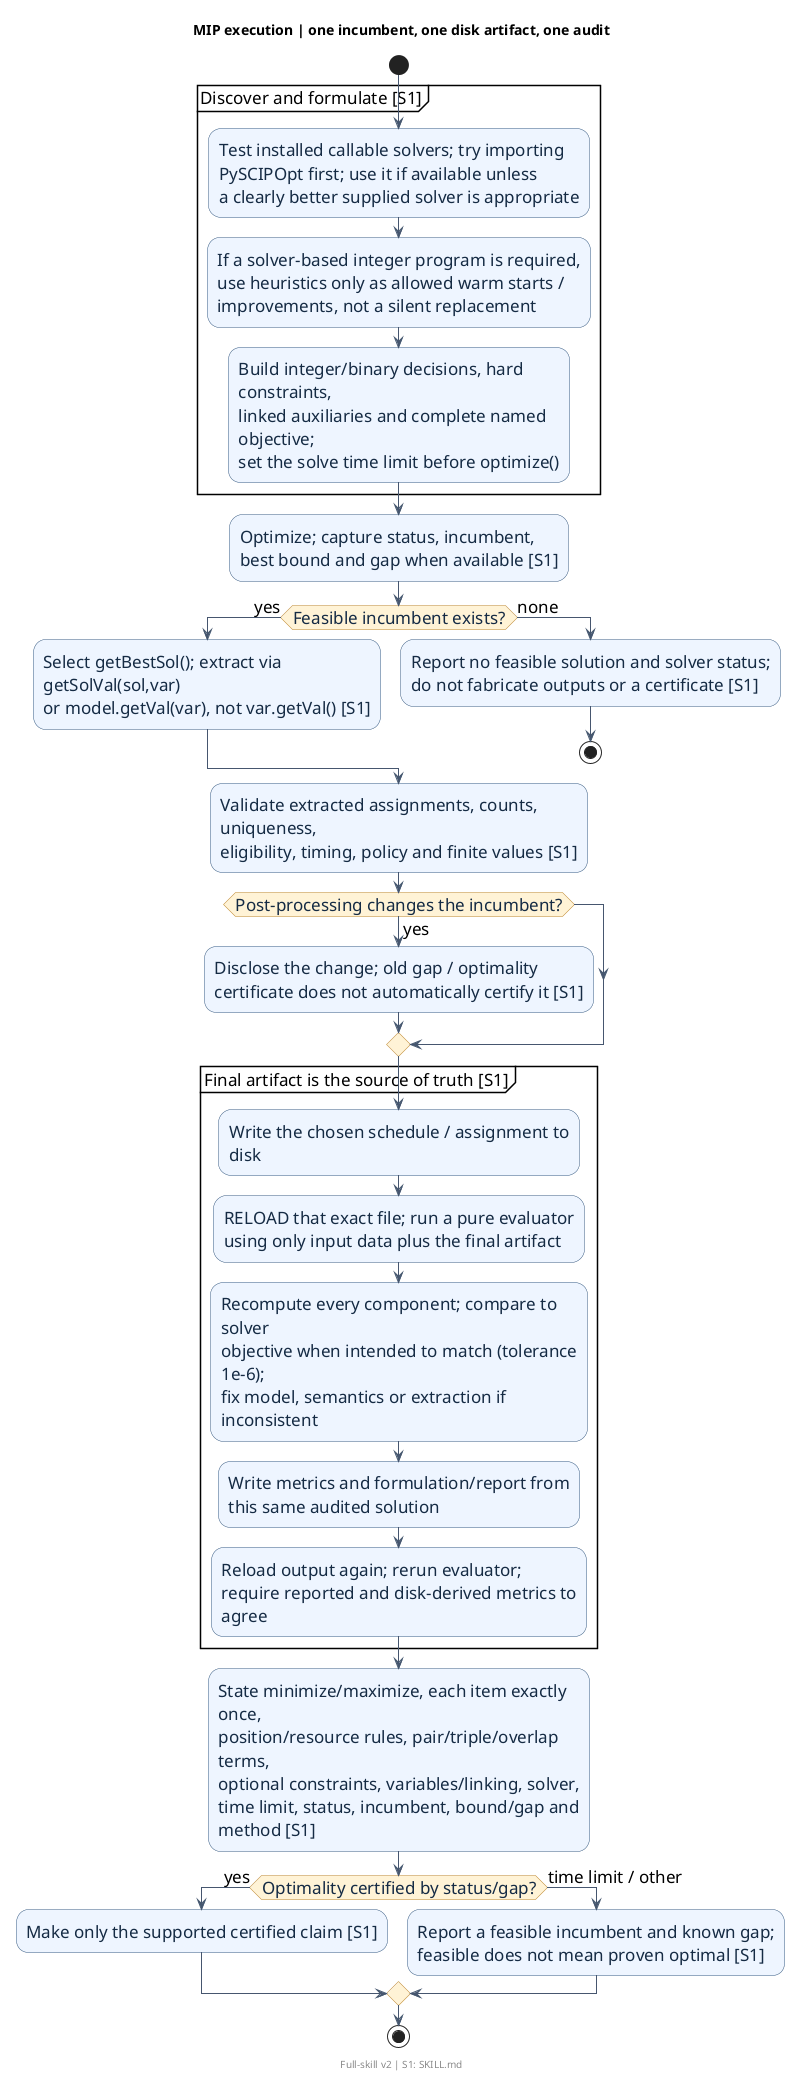 MIP execution | one incumbent, one disk artifact, one audit
Discover and formulate [S1]
Test installed callable solvers; try importing
PySCIPOpt first; use it if available unless
a clearly better supplied solver is appropriate
If a solver-based integer program is required,
use heuristics only as allowed warm starts /
improvements, not a silent replacement
Build integer/binary decisions, hard
constraints,
linked auxiliaries and complete named
objective;
set the solve time limit before optimize()
Optimize; capture status, incumbent,
best bound and gap when available [S1]
Feasible incumbent exists?
yes
none
Select getBestSol(); extract via
getSolVal(sol,var)
or model.getVal(var), not var.getVal() [S1]
Report no feasible solution and solver status;
do not fabricate outputs or a certificate [S1]
Validate extracted assignments, counts,
uniqueness,
eligibility, timing, policy and finite values [S1]
Post-processing changes the incumbent?
yes
Disclose the change; old gap / optimality
certificate does not automatically certify it [S1]
Final artifact is the source of truth [S1]
Write the chosen schedule / assignment to
disk
RELOAD that exact file; run a pure evaluator
using only input data plus the final artifact
Recompute every component; compare to
solver
objective when intended to match (tolerance
1e-6);
fix model, semantics or extraction if
inconsistent
Write metrics and formulation/report from
this same audited solution
Reload output again; rerun evaluator;
require reported and disk-derived metrics to
agree
State minimize/maximize, each item exactly
once,
position/resource rules, pair/triple/overlap
terms,
optional constraints, variables/linking, solver,
time limit, status, incumbent, bound/gap and
method [S1]
Optimality certified by status/gap?
yes
time limit / other
Make only the supported certified claim [S1]
Report a feasible incumbent and known gap;
feasible does not mean proven optimal [S1]
Full-skill v2 | S1: SKILL.md